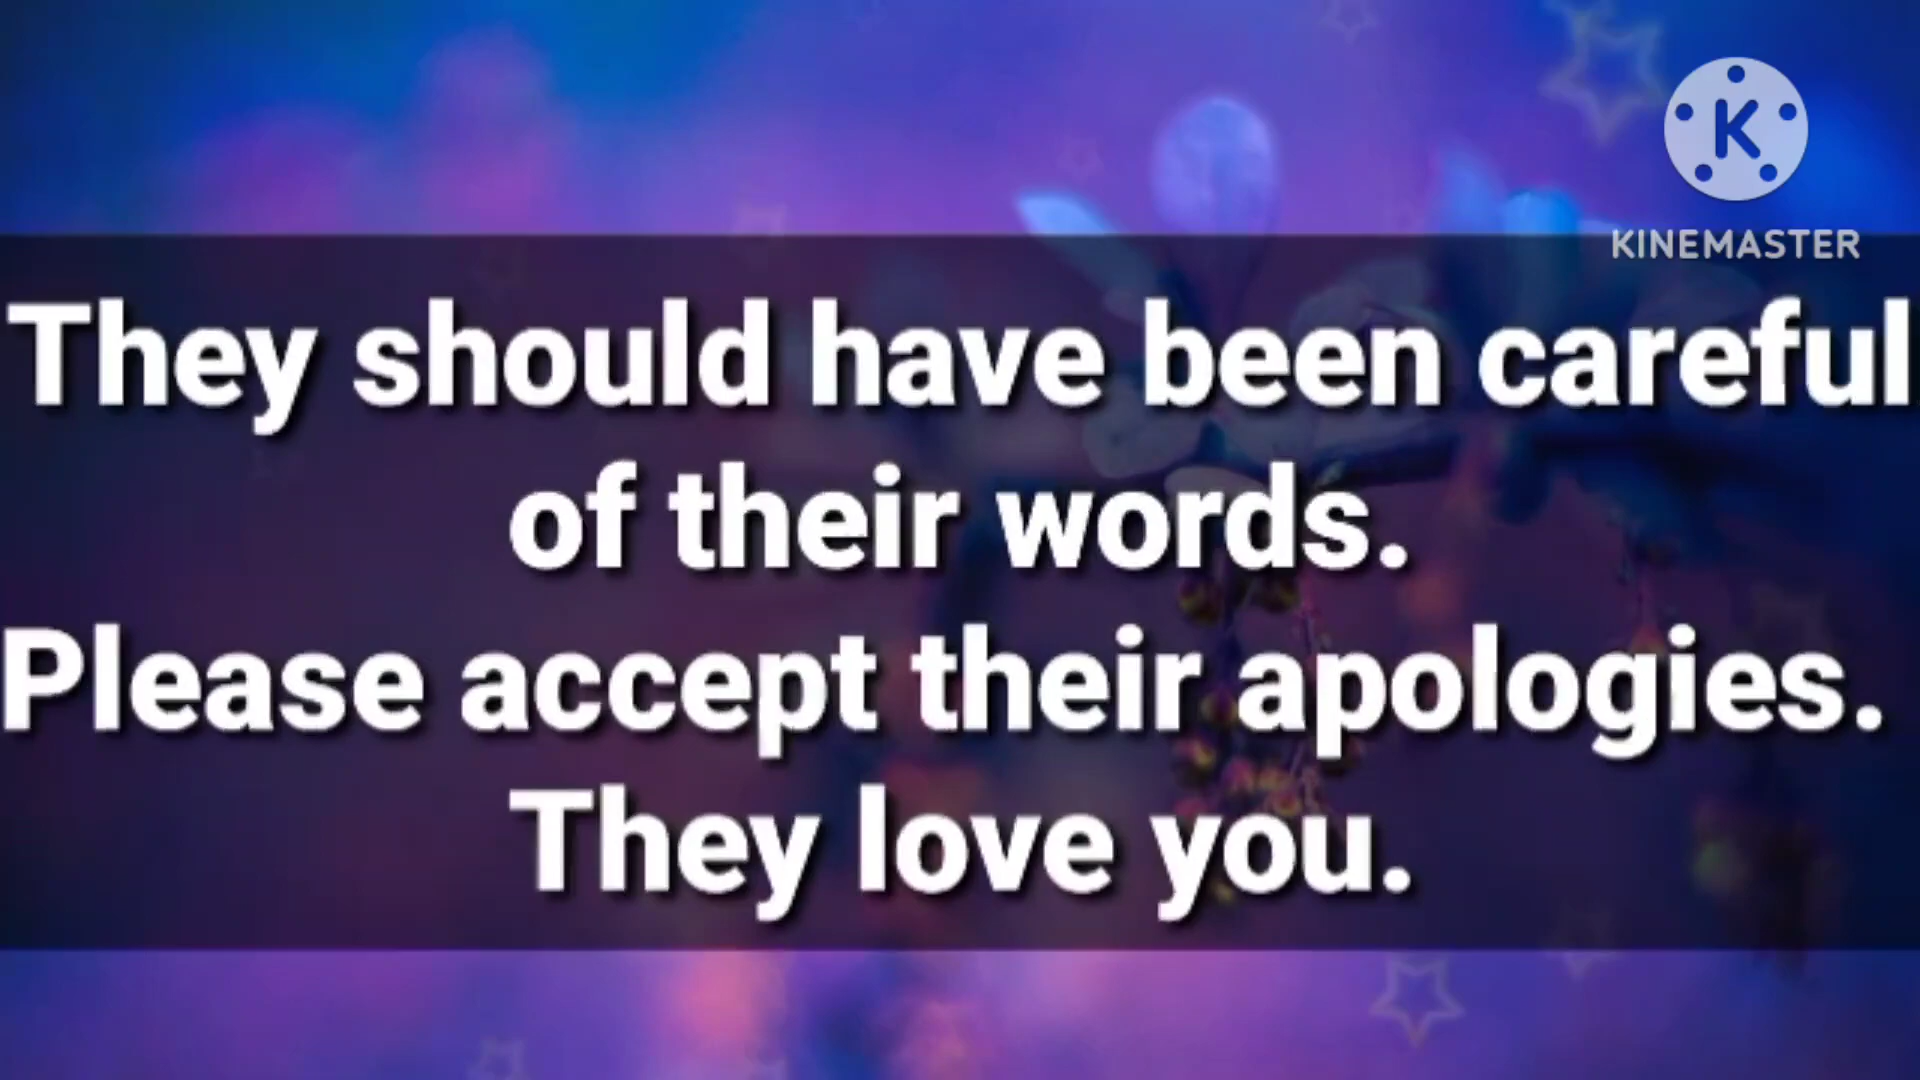 K
KINEMASTER
They should have been careful
of their words.
Please accept their apologies.
They love you.